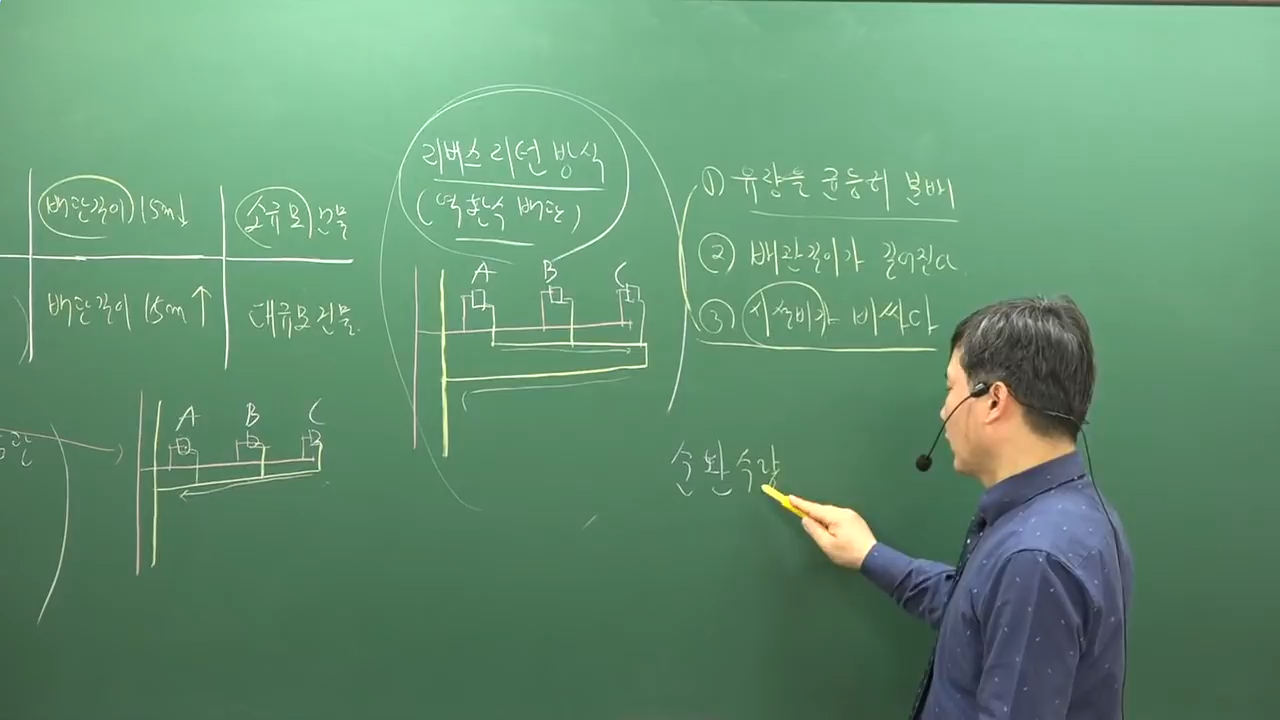 배관길이 15m↓
소규모 건물
배관길이 15m↑
대규모건물.
A B C
리버스리턴 방식
(역환수 배관)
A B C
① 유량을 균등히 분배
② 배관길이가 길어진다.
③ 시설비가 비싸다
순환수량